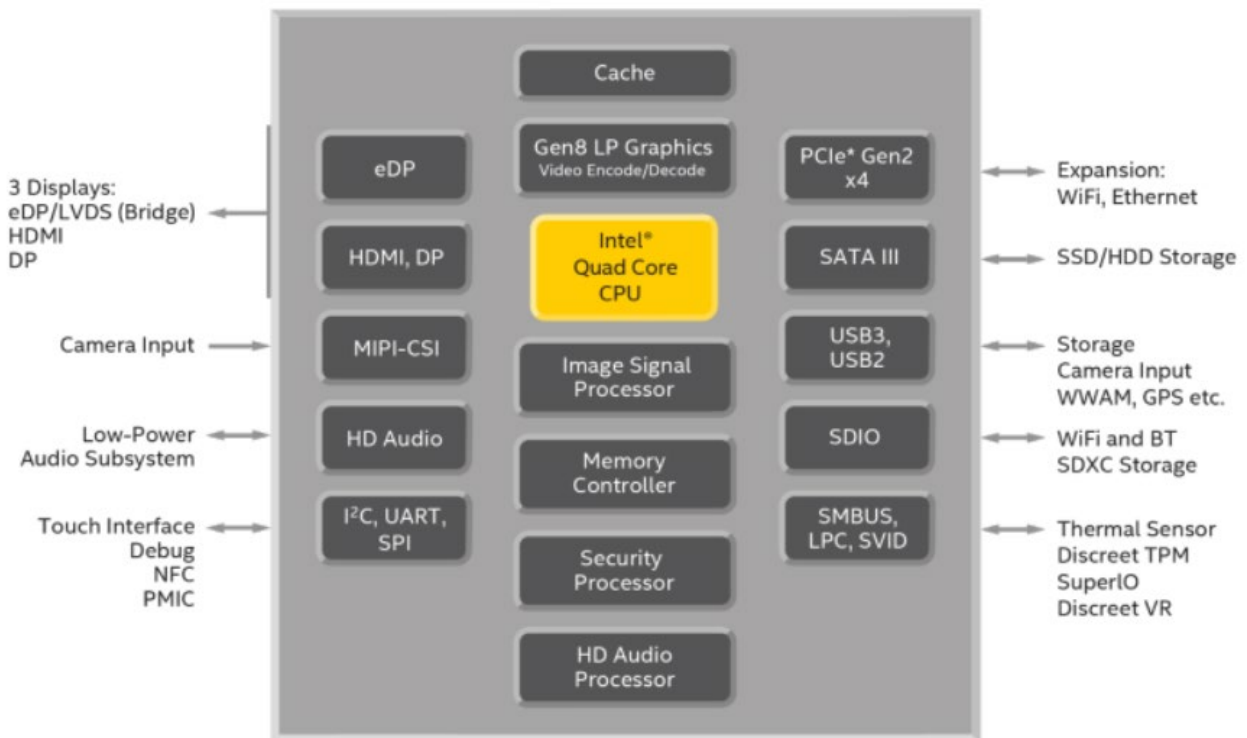 Cache
3 Displays:
eDP/LVDS (Bridge)
HDMI
DP
Camera Input
Low-Power
Audio Subsystem
Touch Interface
Debug
NFC
PMIC
eDP
HDMI, DP
MIPI-CSI
HD Audio
I²C, UART,
SPI
Gen8 LP Graphics
Video Encode/Decode
Intel®
Quad Core
CPU
Image Signal
Processor
Memory
Controller
Security
Processor
HD Audio
Processor
PCIe* Gen2
x4
SATA III
USB3,
USB2
SDIO
SMBUS,
LPC, SVID
Expansion:
WiFi, Ethernet
SSD/HDD Storage
Storage
Camera Input
WWAM, GPS etc.
WiFi and BT
SDXC Storage
Thermal Sensor
Discreet TPM
SuperIO
Discreet VR